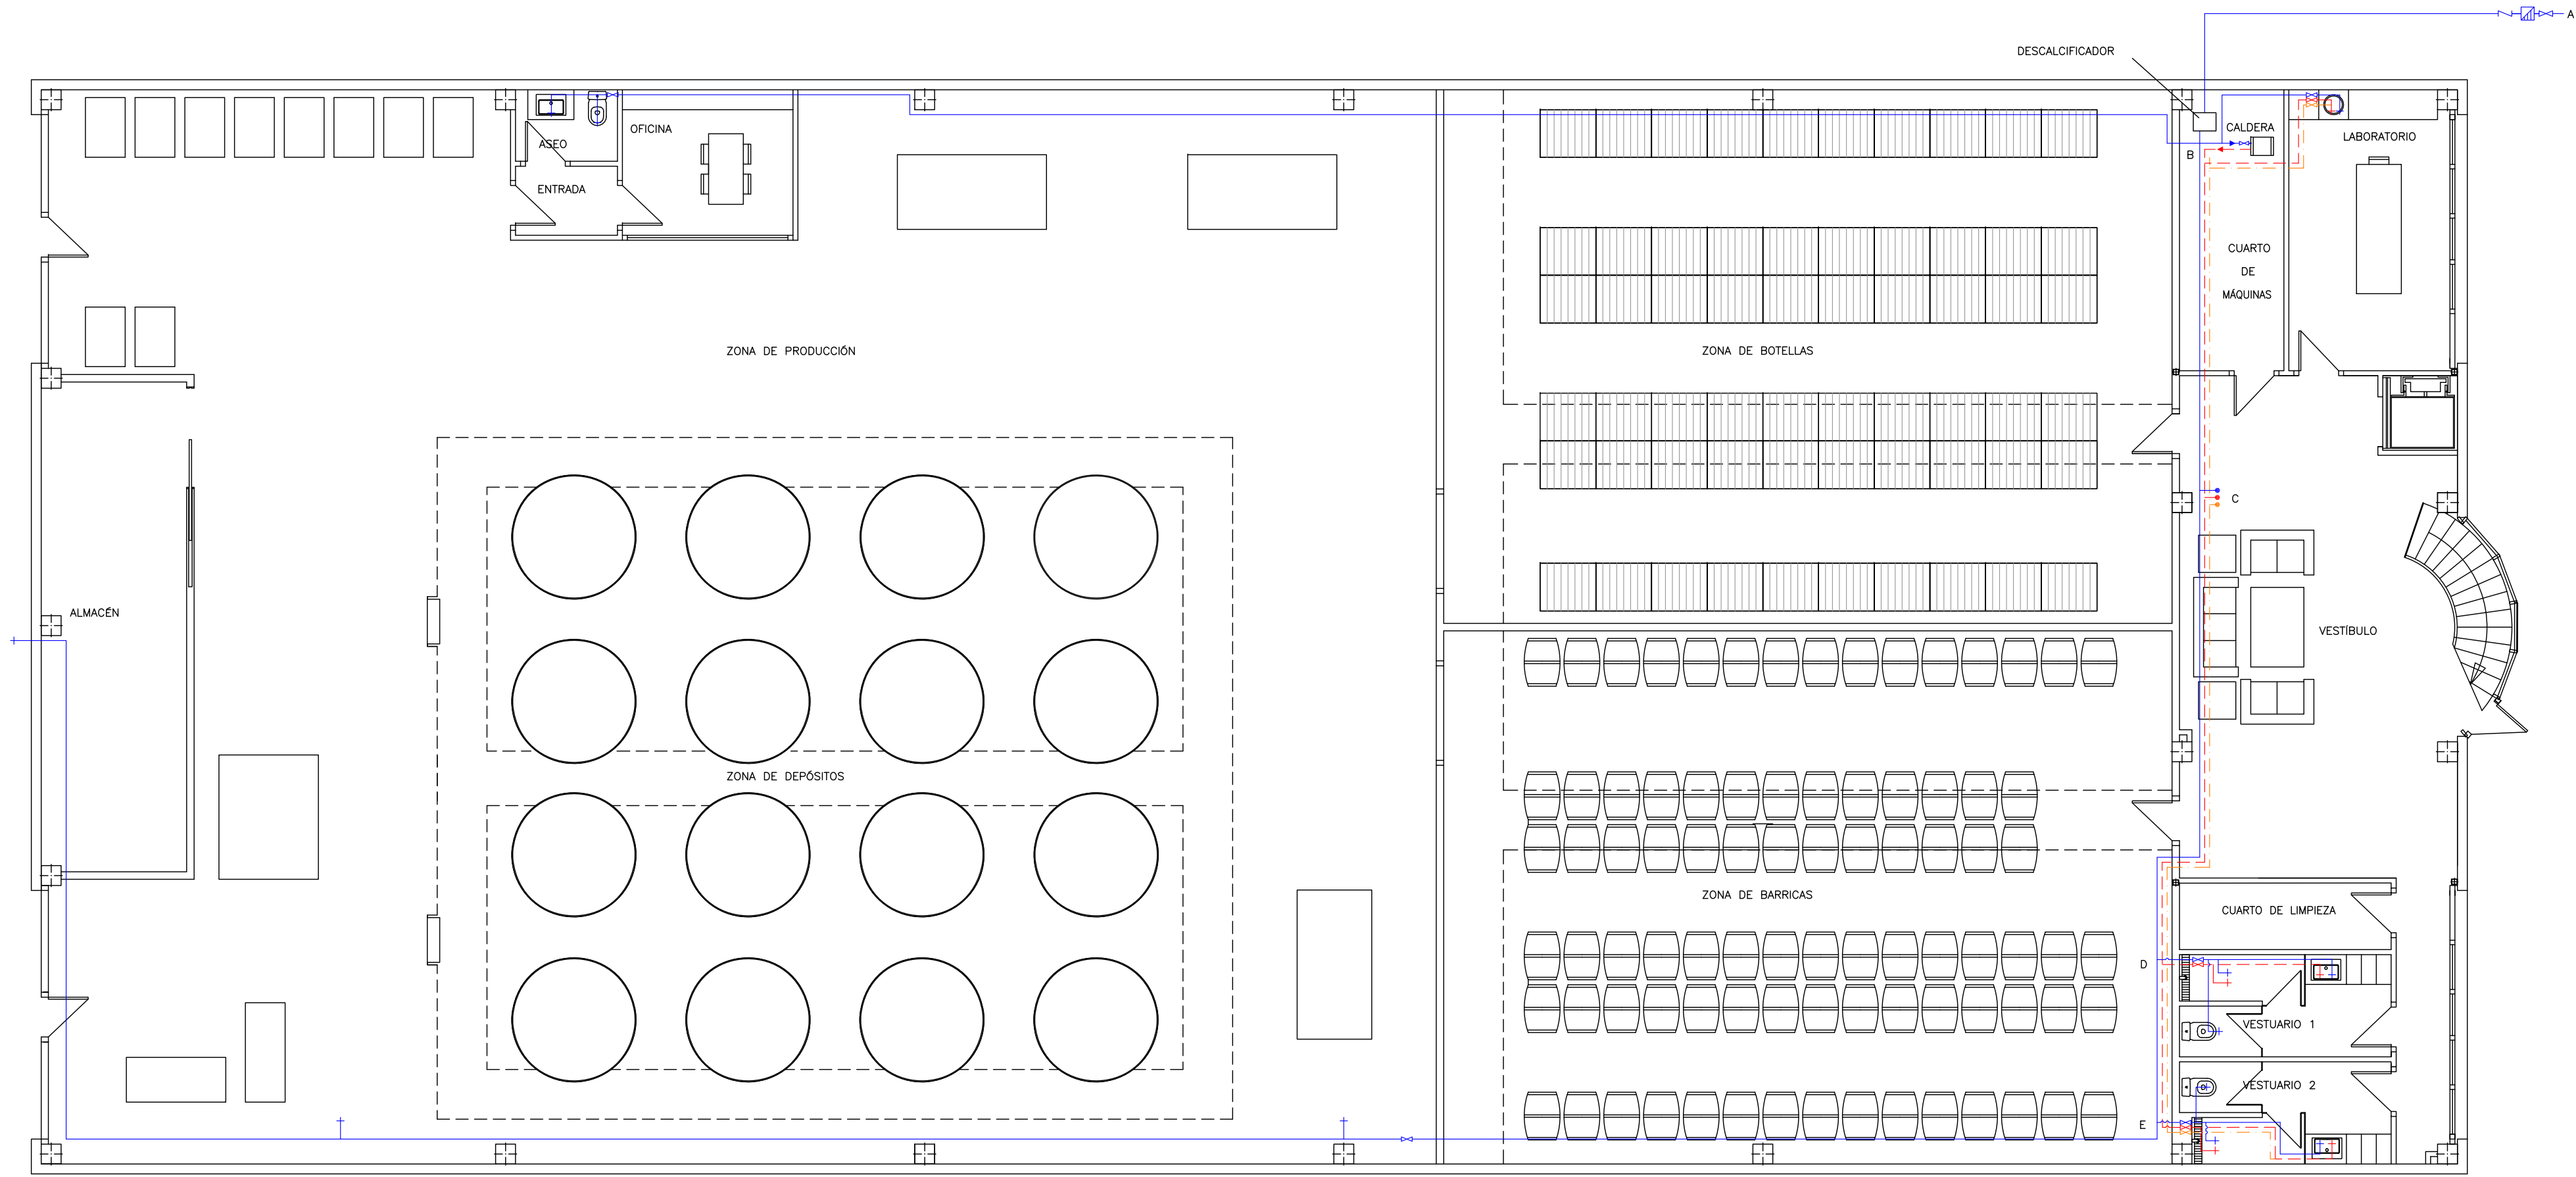 A
DESCALCIFICADOR
CALDERA
LABORATORIO
OFICINA
ASEO
B
ENTRADA
CUARTO
DE
MÁQUINAS
ZONA DE PRODUCCIÓN
ZONA DE BOTELLAS
C
ALMACÉN
VESTÍBULO
ZONA DE DEPÓSITOS
ZONA DE BARRICAS
CUARTO DE LIMPIEZA
D
VESTUARIO 1
VESTUARIO 2
E